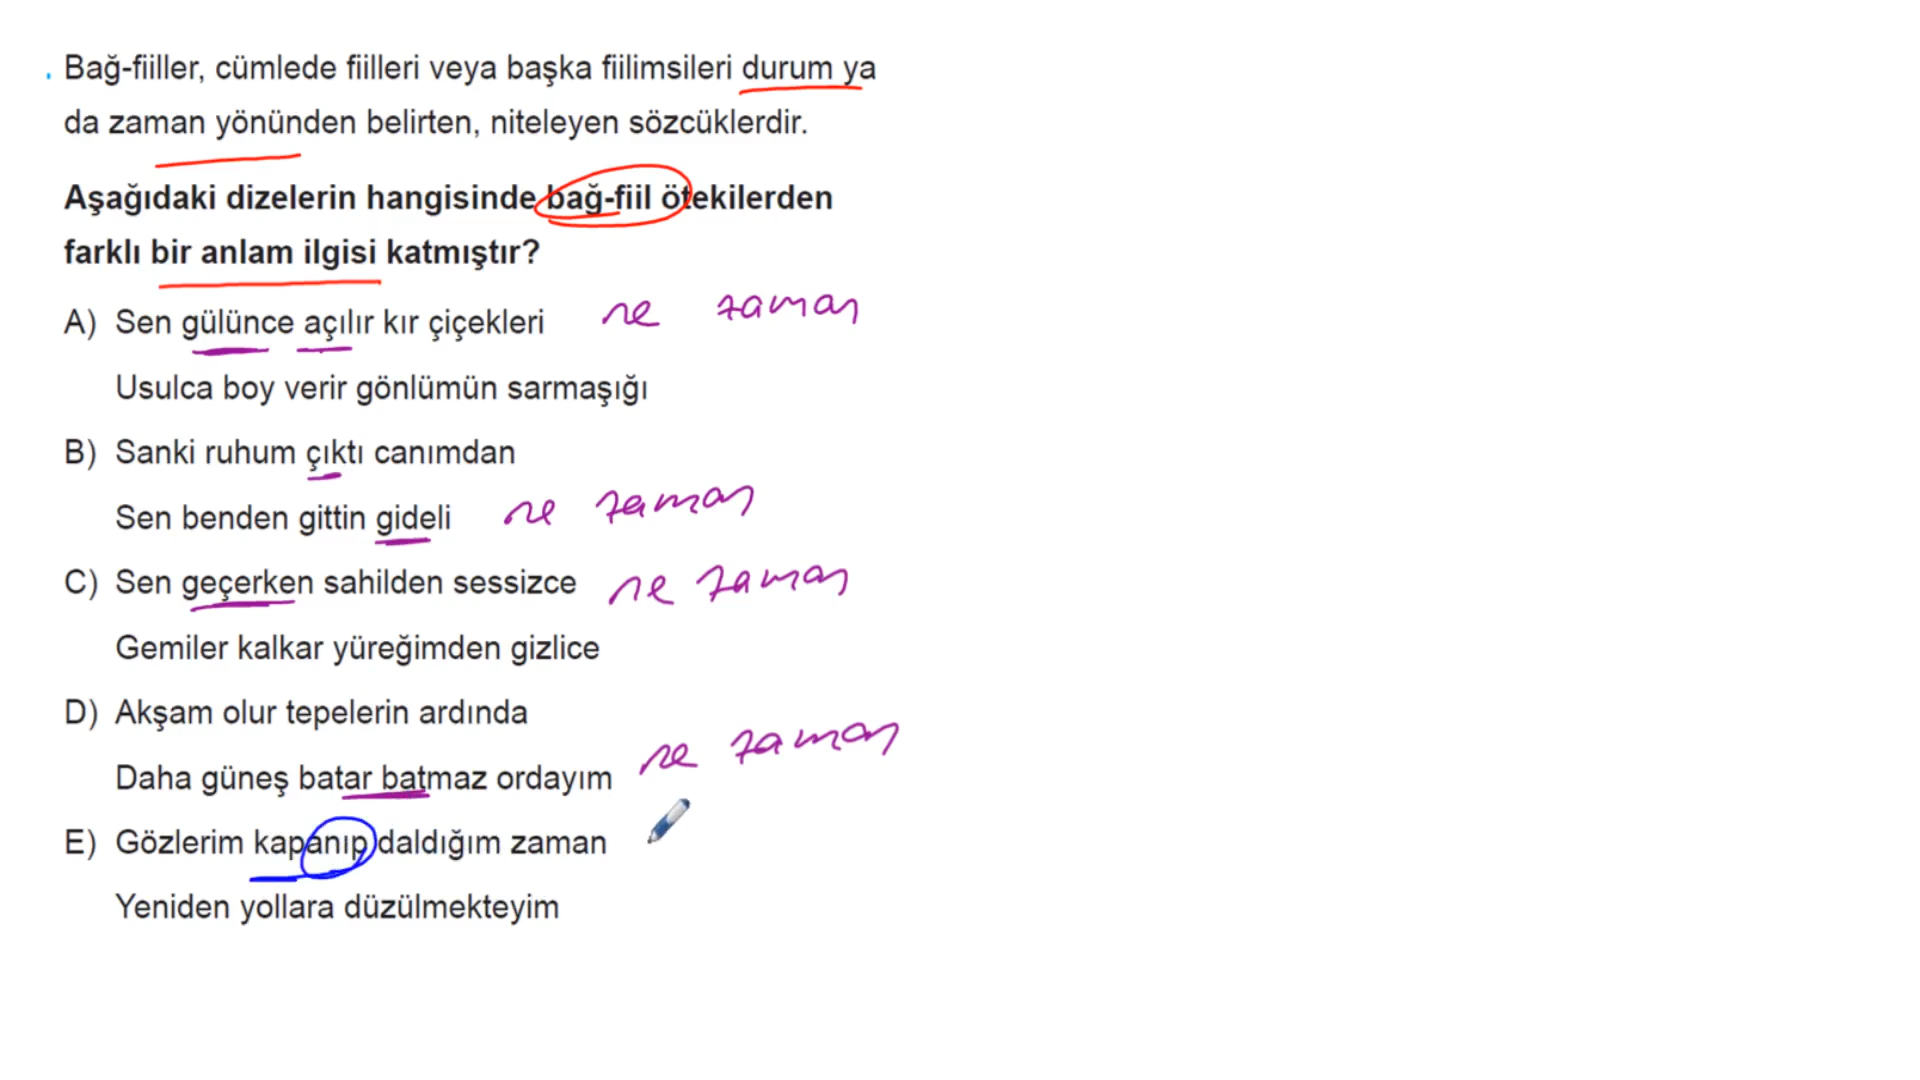 Bağ-fiiller, cümlede fiilleri veya başka fiilimsileri durum ya
da zaman yönünden belirten, niteleyen sözcüklerdir.
Aşağıdaki dizelerin hangisinde bağ-fiil ötekilerden
farklı bir anlam ilgisi katmıştır?
A) Sen gülünce açılır kır çiçekleri ne zaman
Usulca boy verir gönlümün sarmaşığı
B) Sanki ruhum çıktı canımdan
Sen benden gittin gideli ne zaman
C) Sen geçerken sahilden sessizce ne zaman
Gemiler kalkar yüreğimden gizlice
D) Akşam olur tepelerin ardında
Daha güneş batar batmaz ordayım ne zaman
E) Gözlerim kapanıp daldığım zaman
Yeniden yollara düzülmekteyim